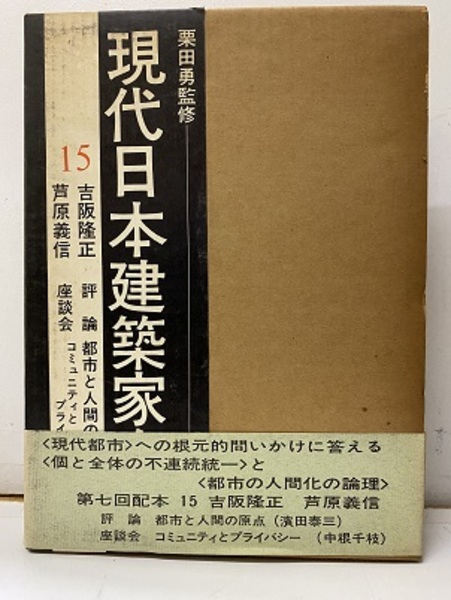 栗田勇監修
現代日本建築家
15
吉阪隆正
芦原義信
評論 都市と人間の
座談会 コミュニティと
プライ
<現代都市>への根元的問いかけに答える
<個と全体の不連続統一>と
<都市の人間化の論理>
第七回配本 15 吉阪隆正 芦原義信
評論 都市と人間の原点（濱田泰三）
座談会 コミュニティとプライバシー （中根千枝）